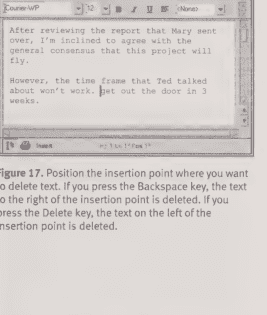 Courier-WP 12 B I U <None>
After reviewing the report that Mary sent
over, I'm inclined to agree with the
general consensus that this project will
fly.
However, the time frame that Ted talked
about won't work. get out the door in 3
weeks.
Insert
Figure 17. Position the insertion point where you want
to delete text. If you press the Backspace key, the text
to the right of the insertion point is deleted. If you
press the Delete key, the text on the left of the
insertion point is deleted.